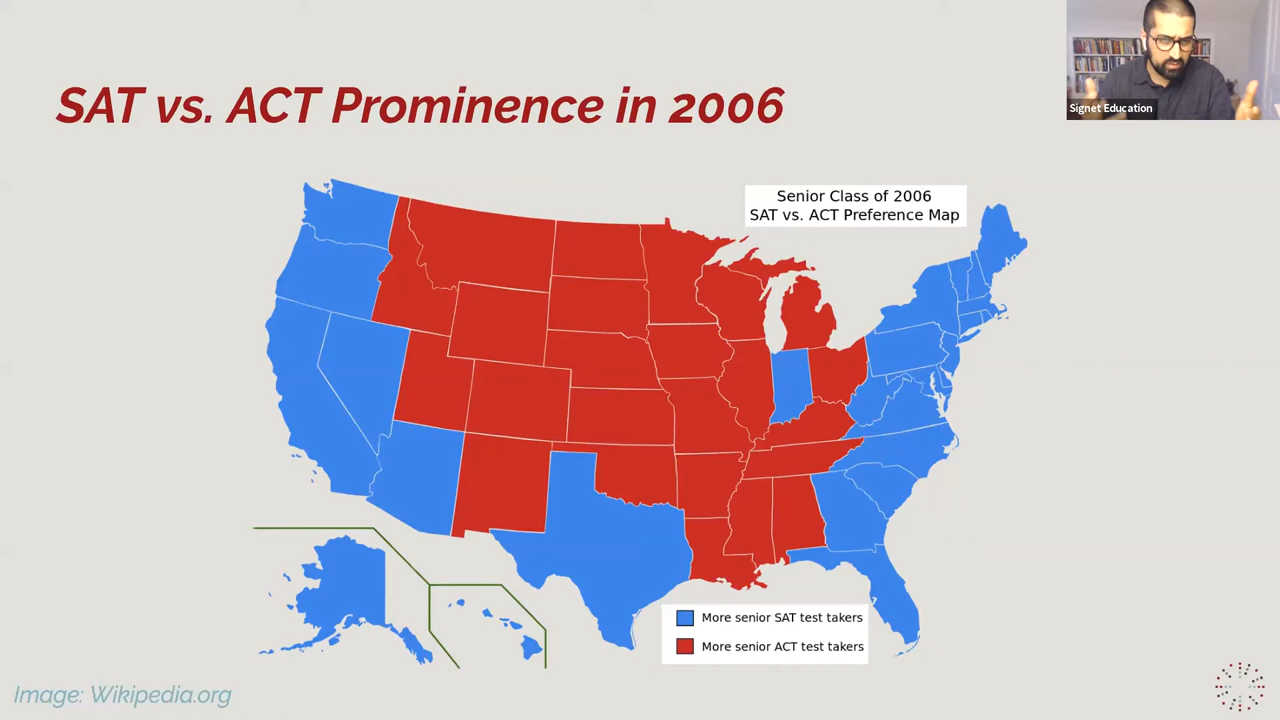 SAT vs. ACT Prominence in 2006
Signet Education
Senior Class of 2006
SAT vs. ACT Preference Map
More senior SAT test takers
More senior ACT test takers
Image: Wikipedia.org